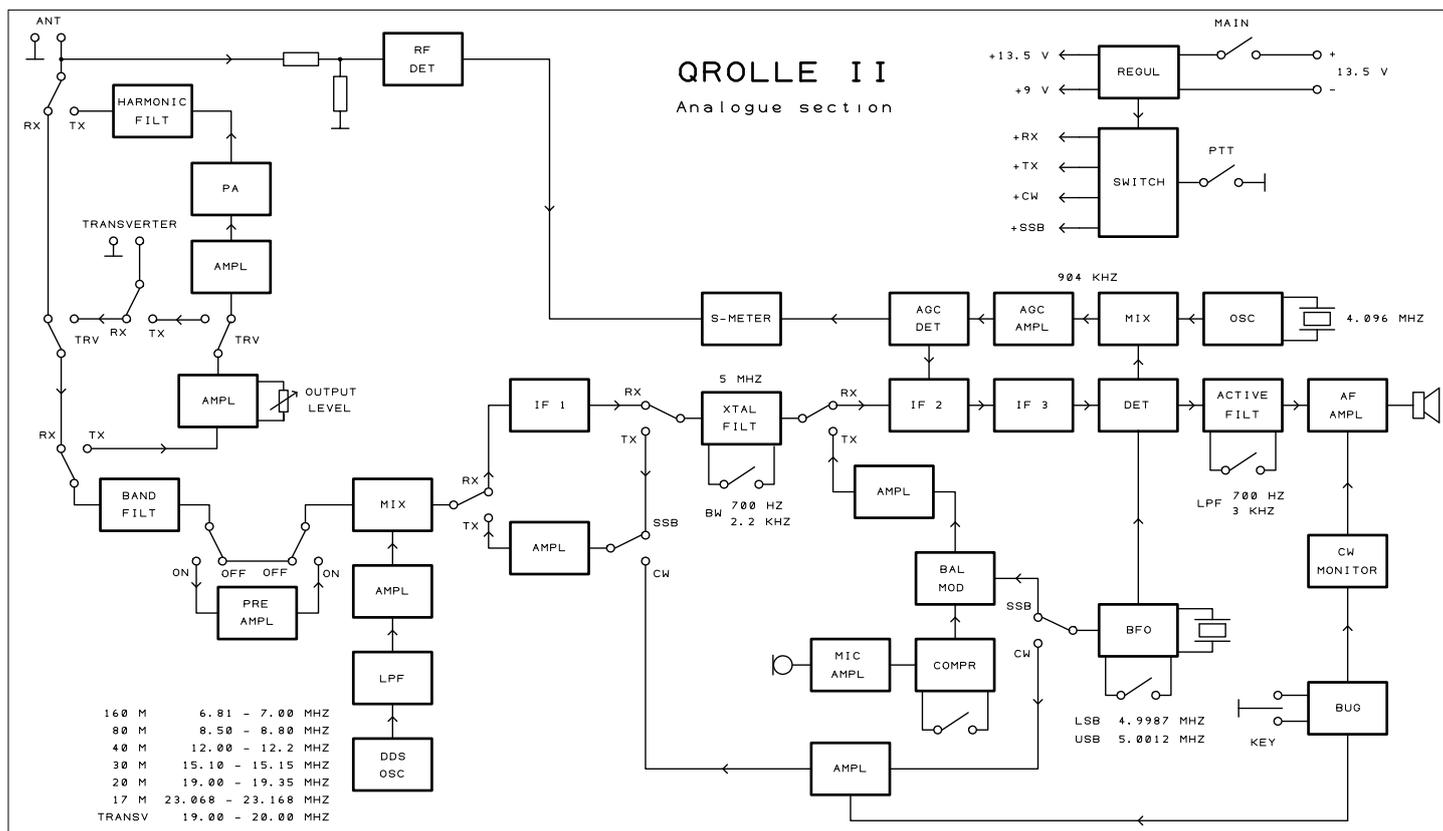 ANT
RF
DET
QROLLE II
Analogue section
MAIN
+13.5 V
REGUL
+
13.5 V
+9 V
-
HARMONIC
FILT
RX
TX
+RX
+TX
+CW
+SSB
SWITCH
PTT
PA
TRANSVERTER
AMPL
904 KHZ
TRV
RX
TX
TRV
S-METER
AGC
DET
AGC
AMPL
MIX
OSC
4.096 MHZ
AMPL
OUTPUT
LEVEL
IF 1
RX
5 MHZ
XTAL
FILT
RX
IF 2
IF 3
DET
ACTIVE
FILT
AF
AMPL
RX
TX
TX
TX
BAND
FILT
MIX
RX
TX
AMPL
SSB
CW
BW
700 HZ
2.2 KHZ
AMPL
LPF
700 HZ
3 KHZ
ON
OFF
OFF
ON
PRE
AMPL
AMPL
BAL
MOD
CW
MONITOR
SSB
CW
BFO
MIC
AMPL
COMPR
LPF
LSB 4.9987 MHZ
USB 5.0012 MHZ
KEY
BUG
DDS
OSC
AMPL
160 M 6.81 - 7.00 MHZ
80 M 8.50 - 8.80 MHZ
40 M 12.00 - 12.2 MHZ
30 M 15.10 - 15.15 MHZ
20 M 19.00 - 19.35 MHZ
17 M 23.068 - 23.168 MHZ
TRANSV 19.00 - 20.00 MHZ